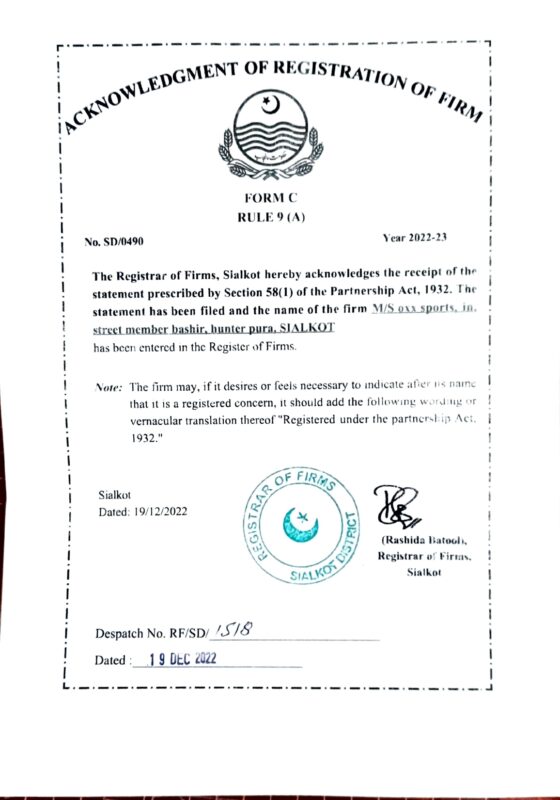 ACKNOWLEDGMENT OF REGISTRATION OF FIRM
FORM C
RULE 9 (A)
No. SD/0490
Year 2022-23
The Registrar of Firms, Sialkot hereby acknowledges the receipt of the
statement prescribed by Section 58(1) of the Partnership Act, 1932. The
statement has been filed and the name of the firm M/S oxx sports, in.
street member bashir, hunter pura, SIALKOT
has been entered in the Register of Firms.
Note: The firm may, if it desires or feels necessary to indicate after its name
that it is a registered concern, it should add the following wording or
vernacular translation thereof "Registered under the partnership Act,
1932."
Sialkot
Dated: 19/12/2022
REGISTRAR OF FIRMS
SIALKOT DISTRICT
(Rashida Batool),
Registrar of Firms,
Sialkot
Despatch No. RF/SD/ 1518
Dated : 19 DEC 2022